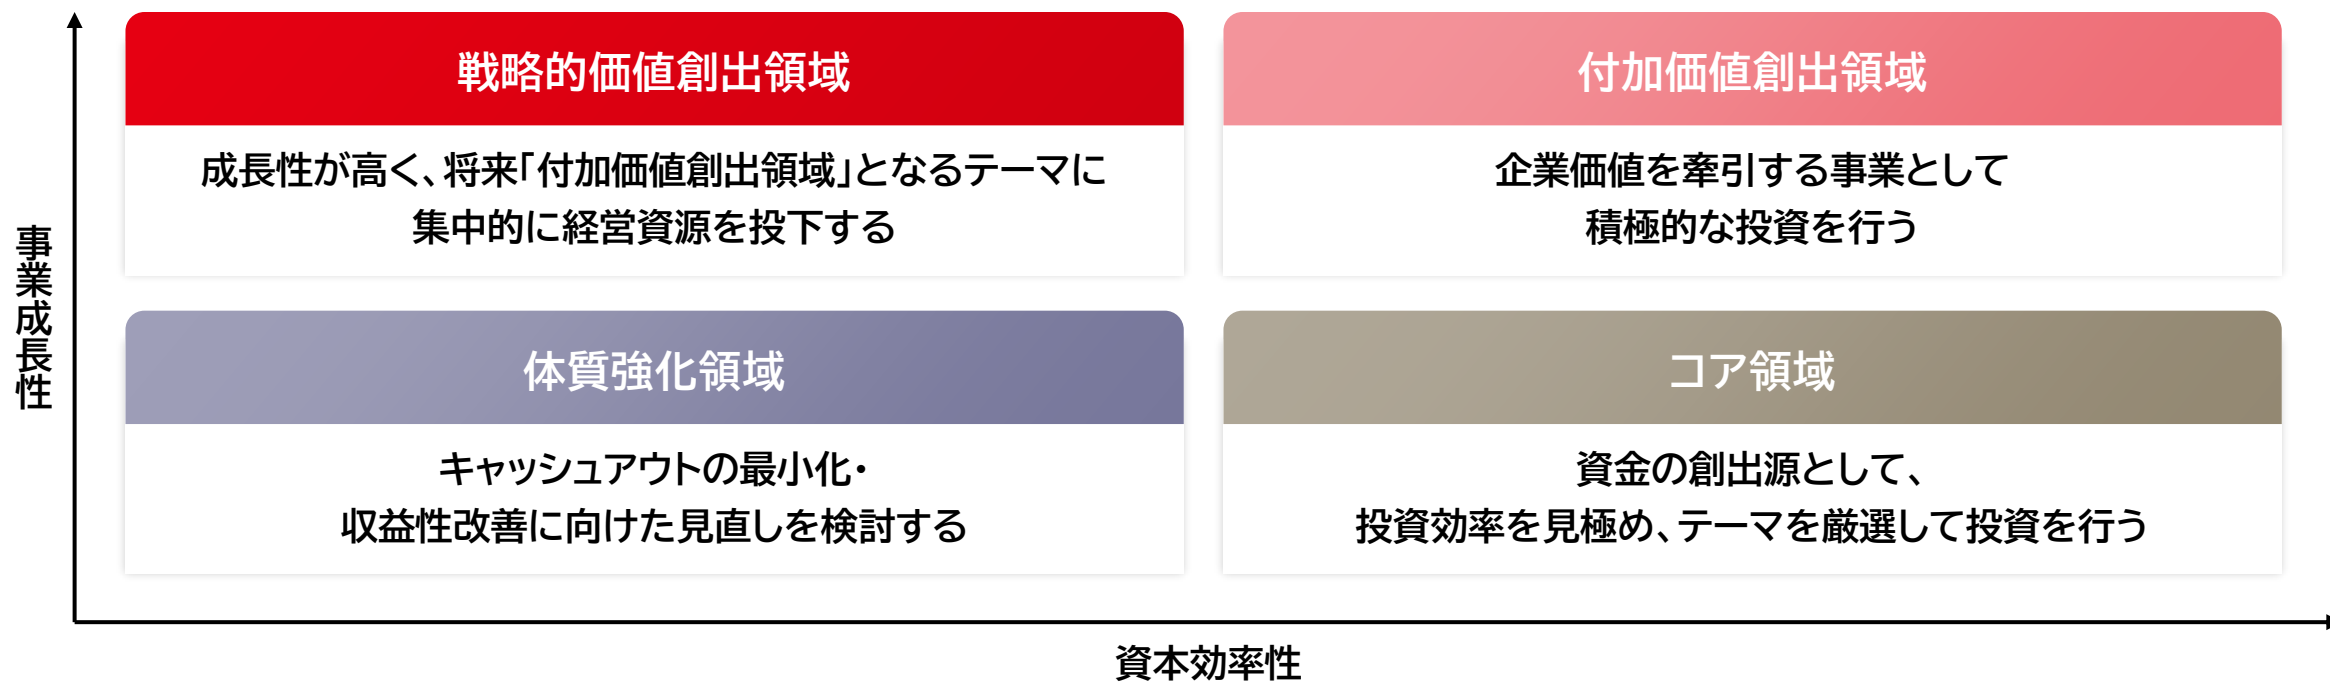 戦略的価値創出領域
成長性が高く、将来「付加価値創出領域」となるテーマに
集中的に経営資源を投下する
付加価値創出領域
企業価値を牽引する事業として
積極的な投資を行う
事業成長性
体質強化領域
キャッシュアウトの最小化・
収益性改善に向けた見直しを検討する
コア領域
資金の創出源として、
投資効率を見極め、テーマを厳選して投資を行う
資本効率性